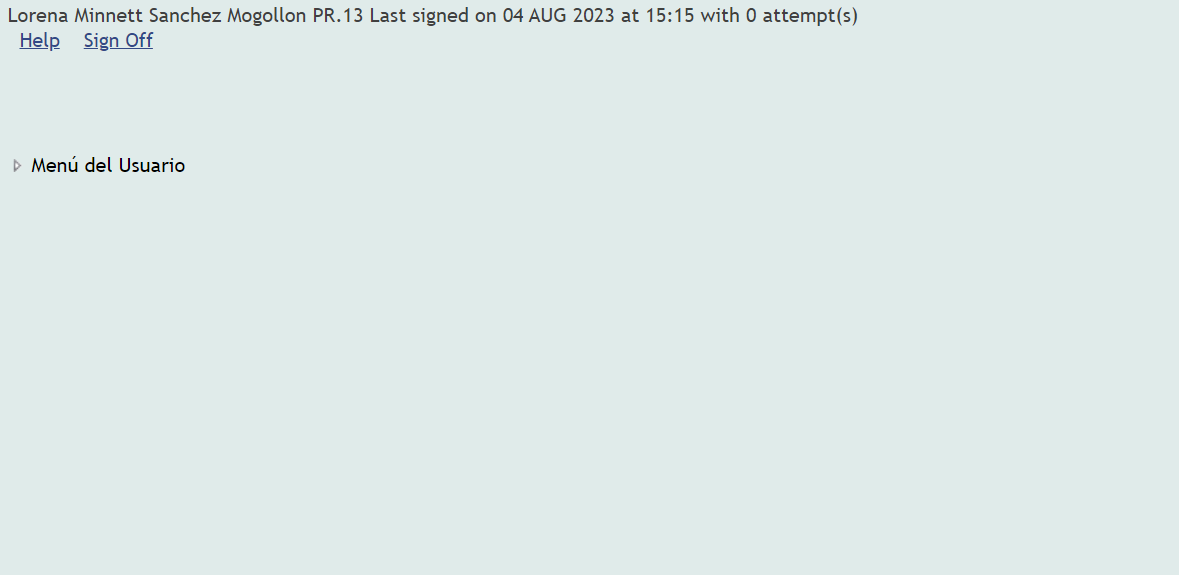 Lorena Minnett Sanchez Mogollon PR.13 Last signed on 04 AUG 2023 at 15:15 with 0 attempt(s)
Help Sign Off
Menú del Usuario